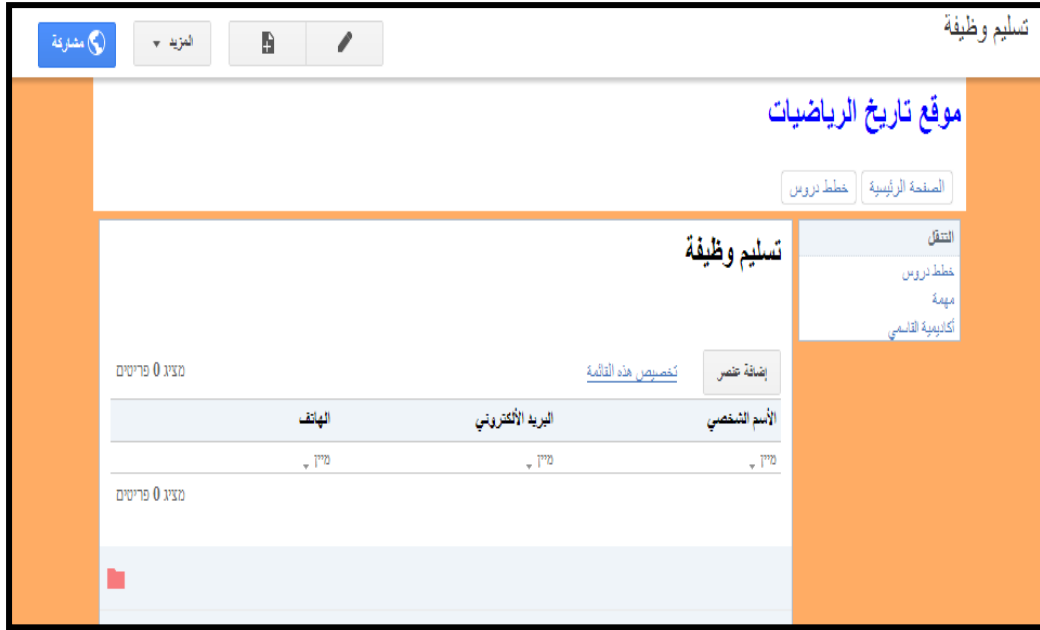 تسليم وظيفة
المزيد
مشاركة
موقع تاريخ الرياضيات
الصفحة الرئيسية
خطط دروس
التنقل
خطط دروس
مهمة
أكاديمية القاسمي
تسليم وظيفة
إضافة عنصر
تخصيص هذه القائمة
מציג 0 פריטים
الأسم الشخصي
البريد الألكتروني
الهاتف
מיין
מיין
מיין
מציג 0 פריטים